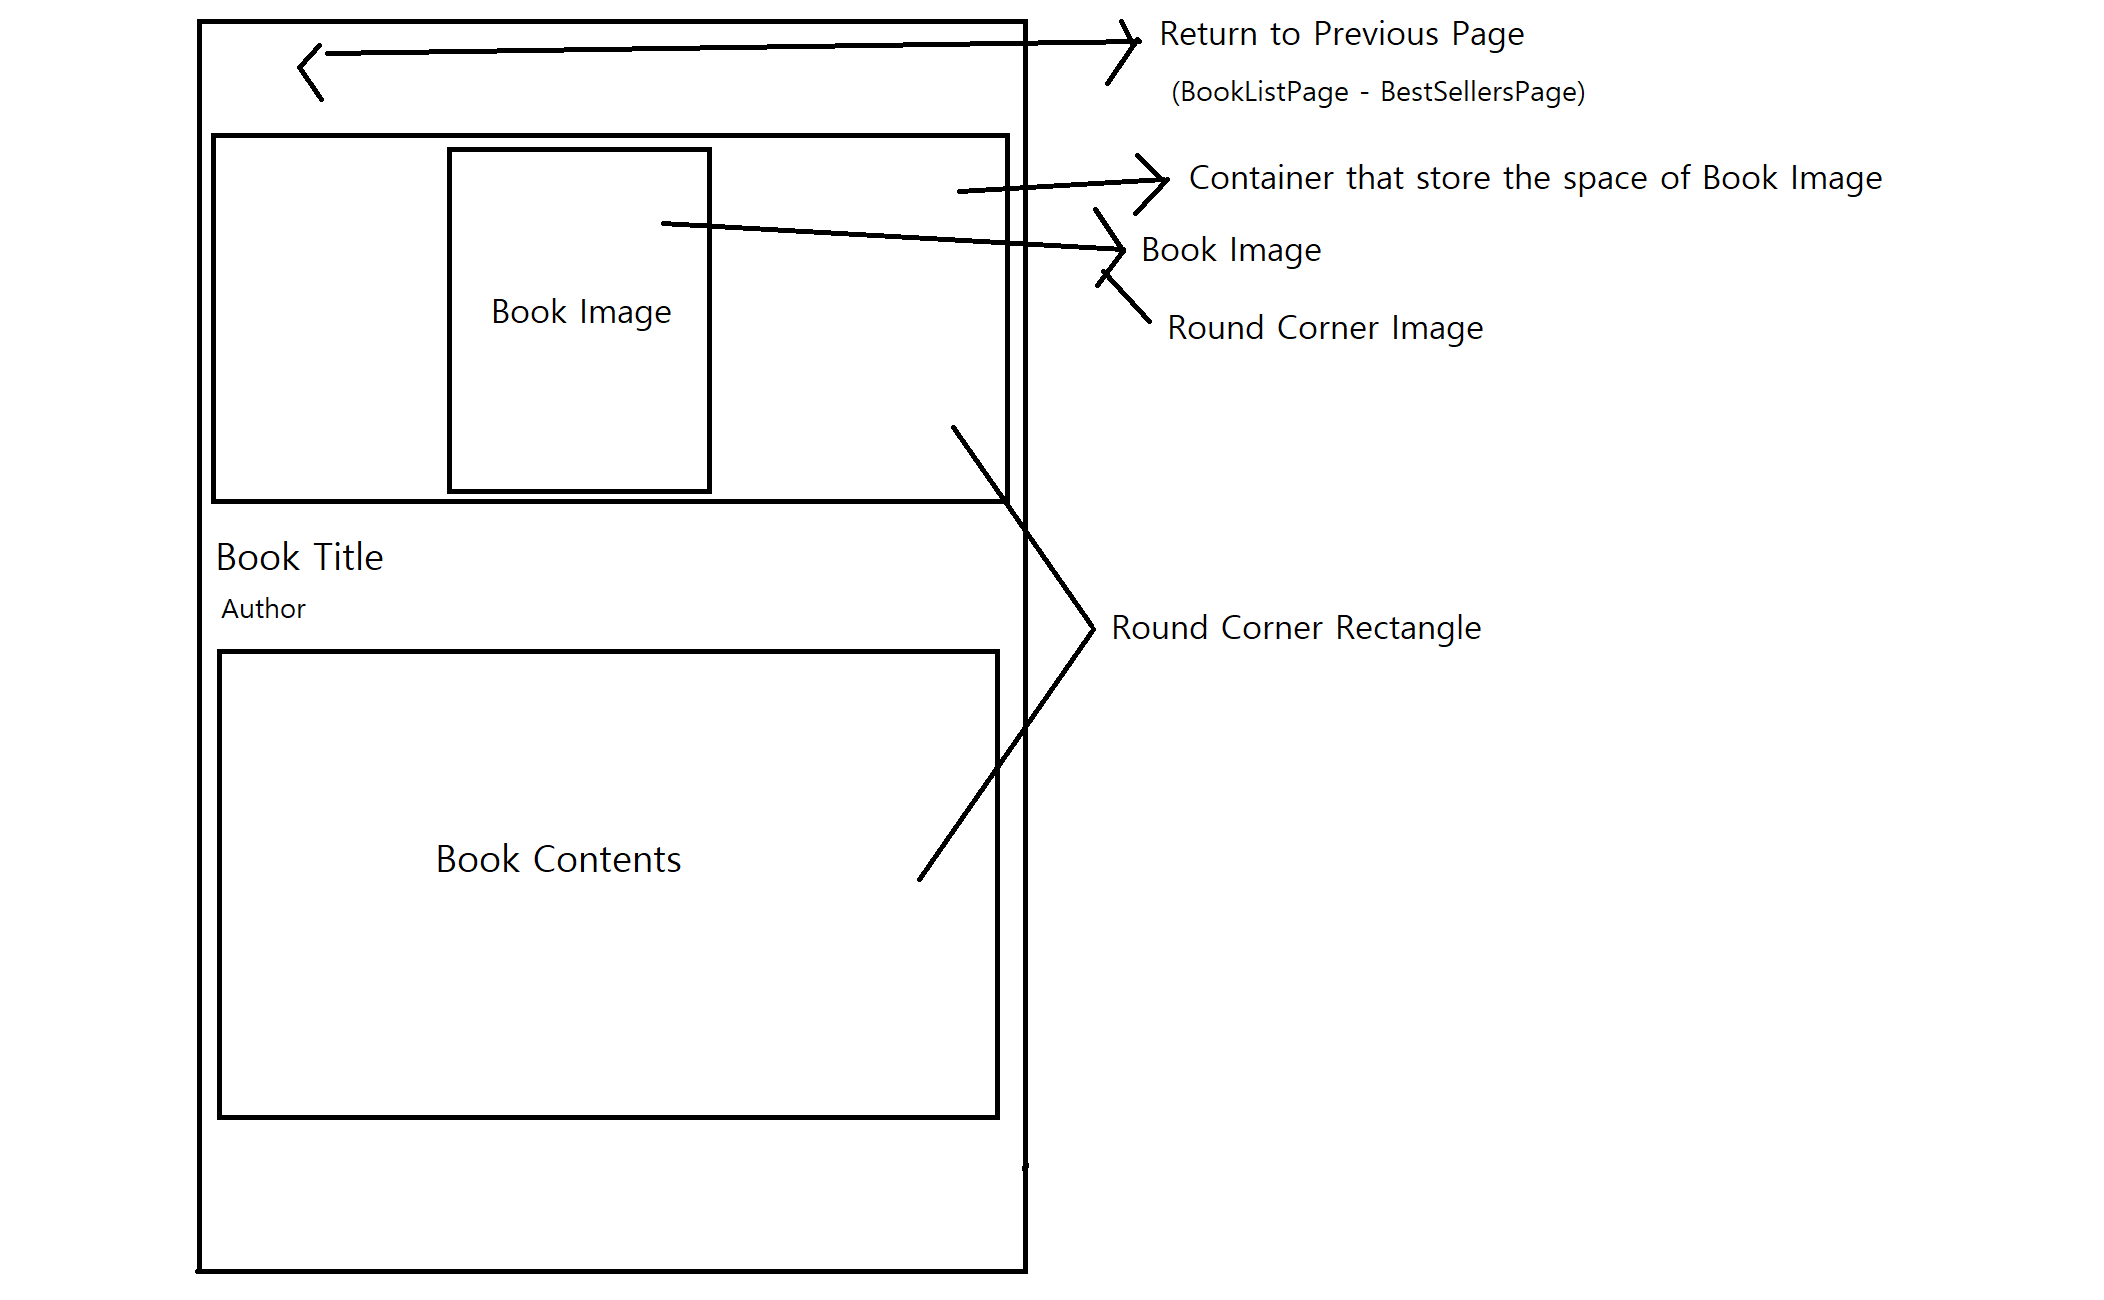 Return to Previous Page
(BookListPage - BestSellersPage)
Container that store the space of Book Image
Book Image
Book Image
Round Corner Image
Book Title
Author
Round Corner Rectangle
Book Contents